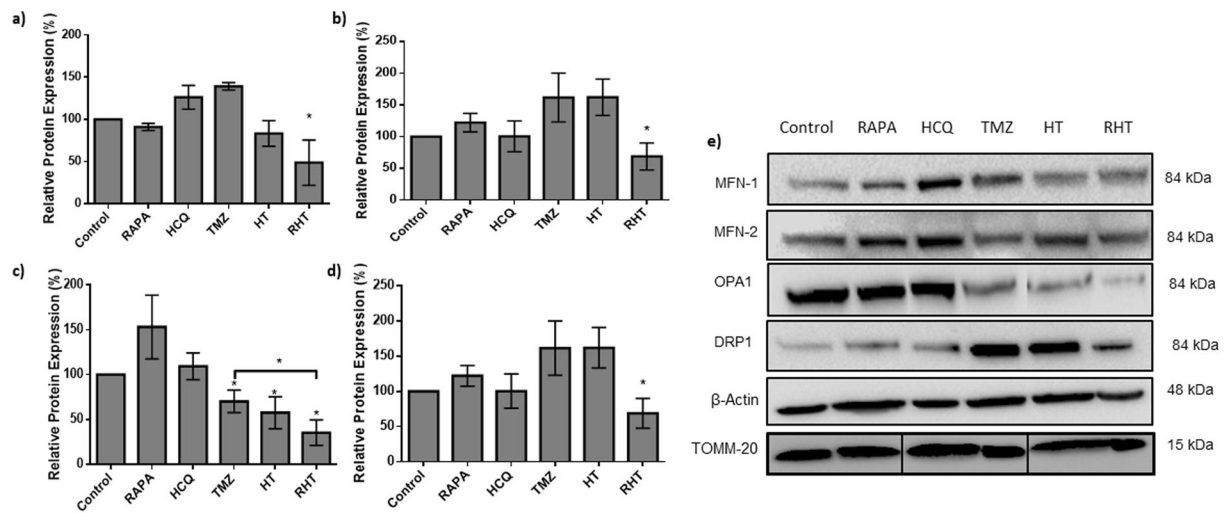 a)
Relative Protein Expression (%)
200
150
100
50
0
Control
RAPA
HCQ
TMZ
HT
RHT
*
b)
Relative Protein Expression (%)
250
200
150
100
50
0
Control
RAPA
HCQ
TMZ
HT
RHT
*
c)
Relative Protein Expression (%)
200
150
100
50
0
Control
RAPA
HCQ
TMZ
HT
RHT
*
*
*
*
d)
Relative Protein Expression (%)
250
200
150
100
50
0
Control
RAPA
HCQ
TMZ
HT
RHT
*
e)
Control RAPA HCQ TMZ HT RHT
MFN-1 84 kDa
MFN-2 84 kDa
OPA1 84 kDa
DRP1 84 kDa
β-Actin 48 kDa
TOMM-20 15 kDa